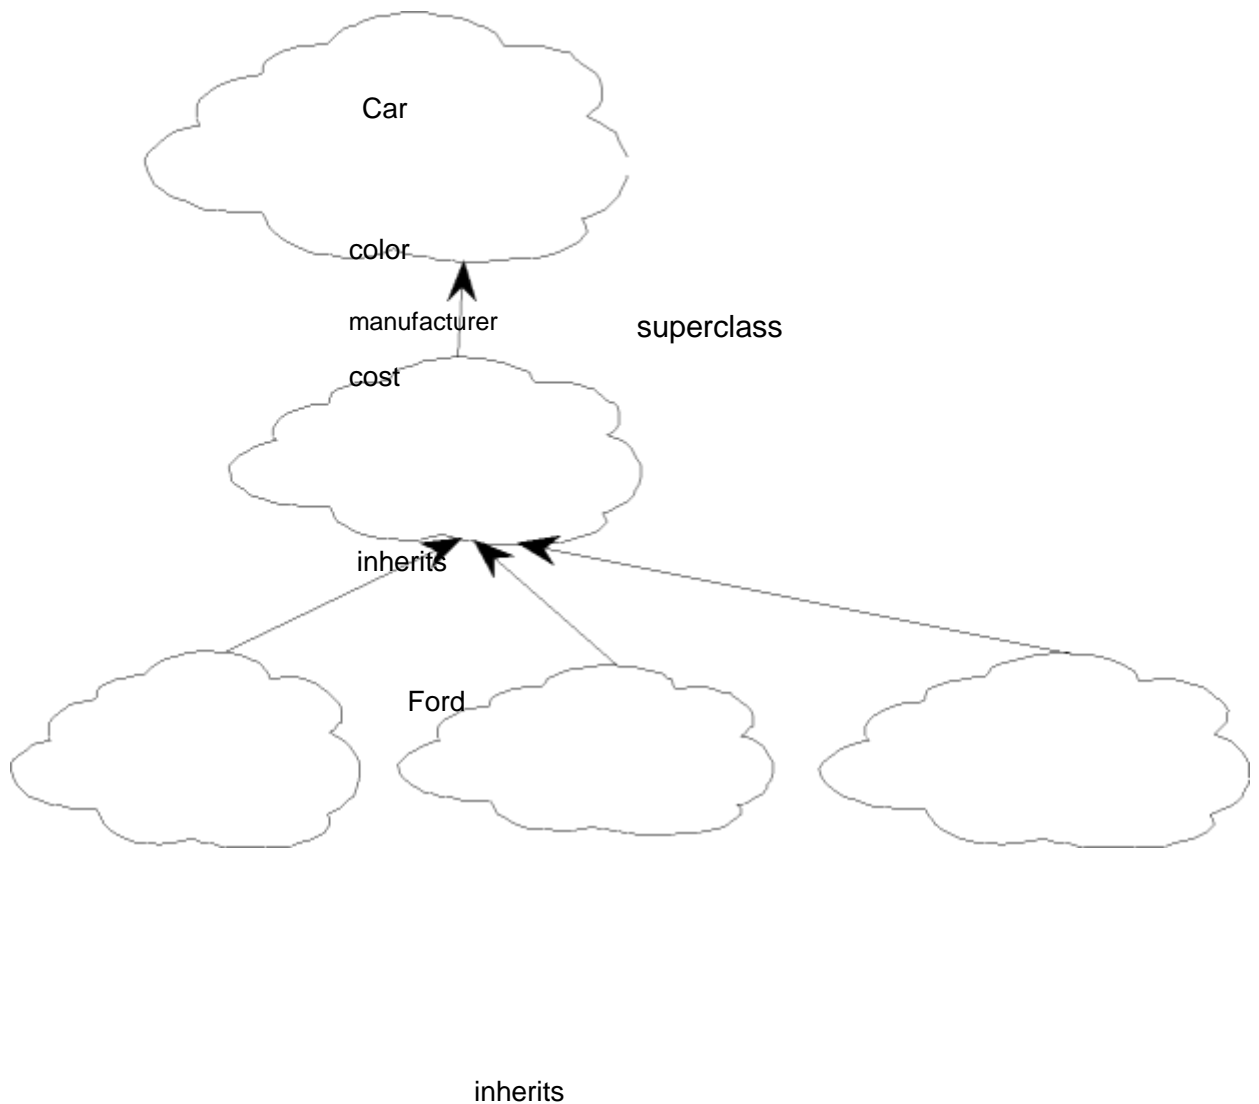 Car
color
manufacturer
superclass
cost
inherits
Ford
inherits